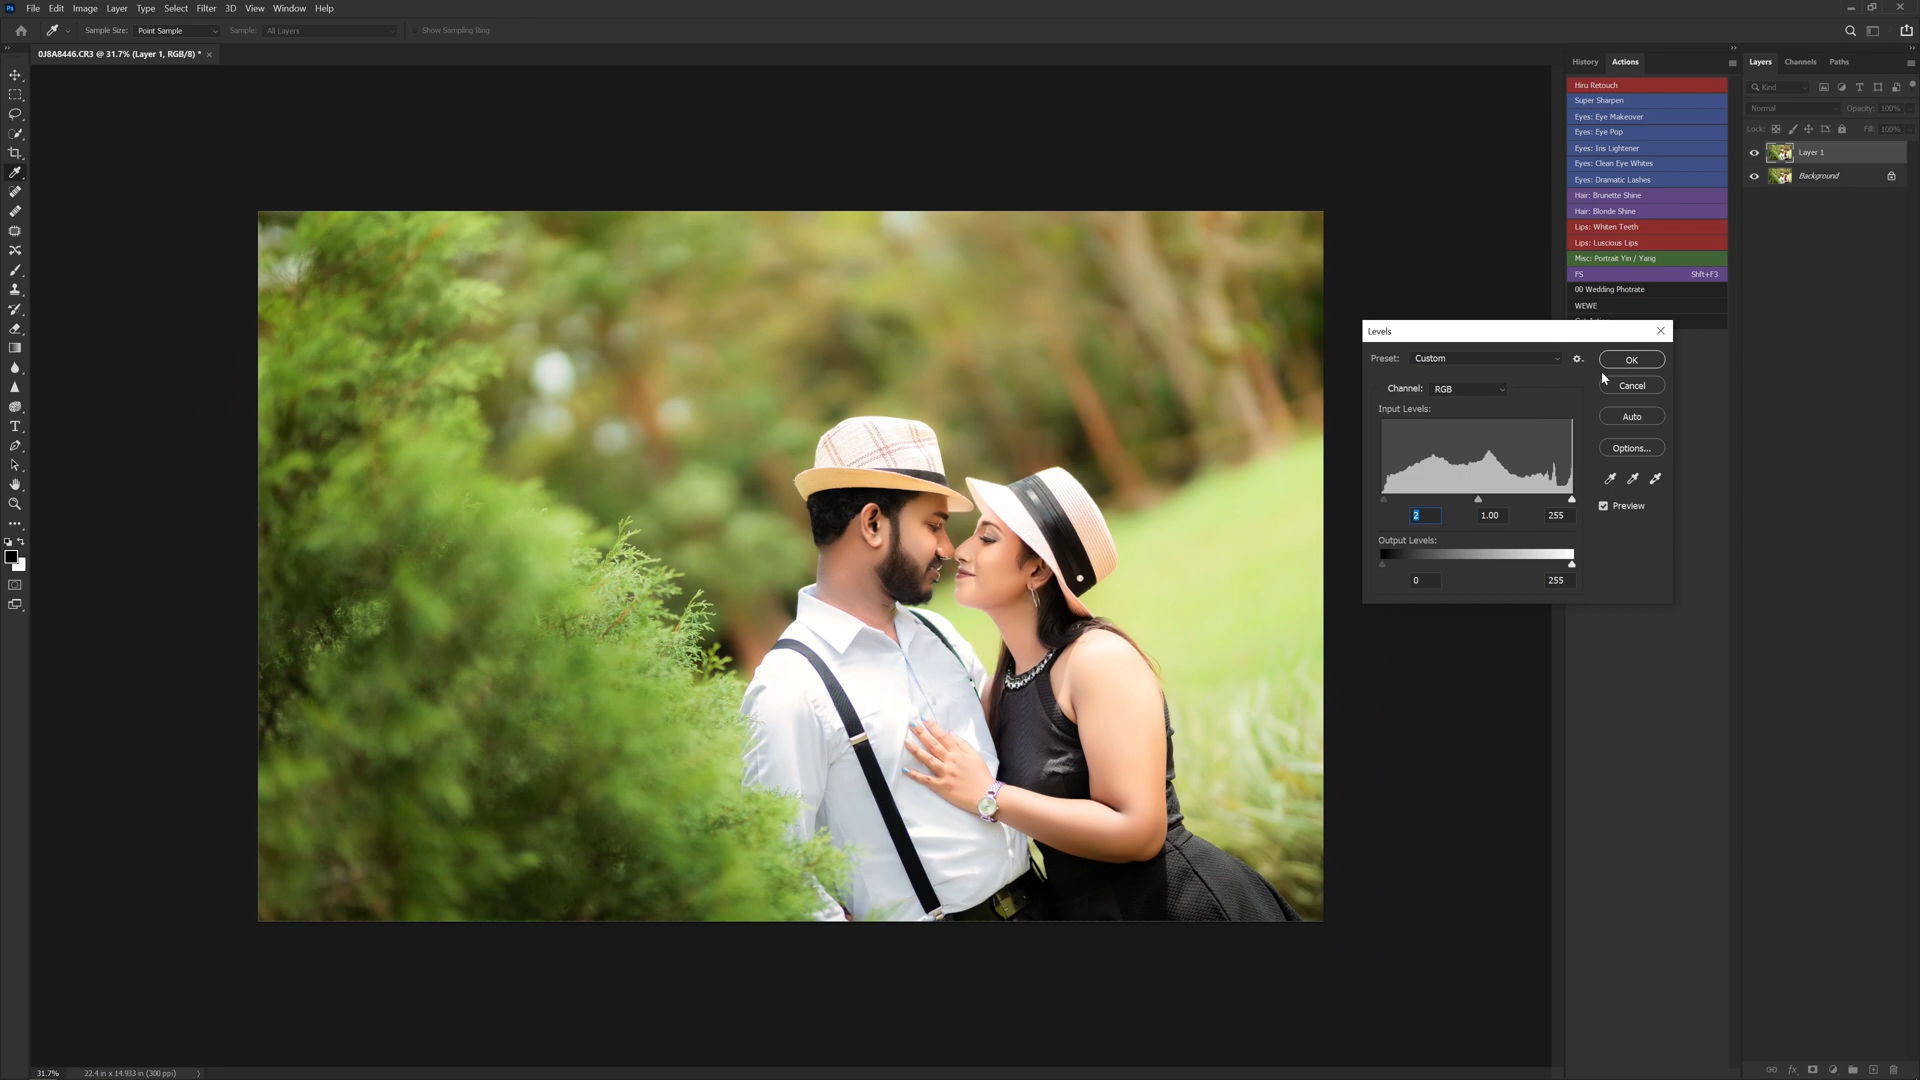 Ps File Edit Image Layer Type Select Filter 3D View Window Help
Sample Size: Point Sample Sample: All Layers Show Sampling Ring
0J8A8446.CR3 @ 31.7% (Layer 1, RGB/8) *
History Actions
Layers Channels Paths
Hiru Retouch
Super Sharpen
Eyes: Eye Makeover
Eyes: Eye Pop
Eyes: Iris Lightener
Eyes: Clean Eye Whites
Eyes: Dramatic Lashes
Hair: Brunette Shine
Hair: Blonde Shine
Lips: Whiten Teeth
Lips: Luscious Lips
Misc: Portrait Yin / Yang
FS Shft+F3
00 Wedding Photrate
WEWE
Kind
Normal Opacity: 100%
Lock: Fill: 100%
Layer 1
Background
Levels
Preset: Custom
OK
Cancel
Channel: RGB
Input Levels:
Auto
Options...
Preview
2 1.00 255
Output Levels:
0 255
31.7% 22.4 in x 14.933 in (300 ppi)